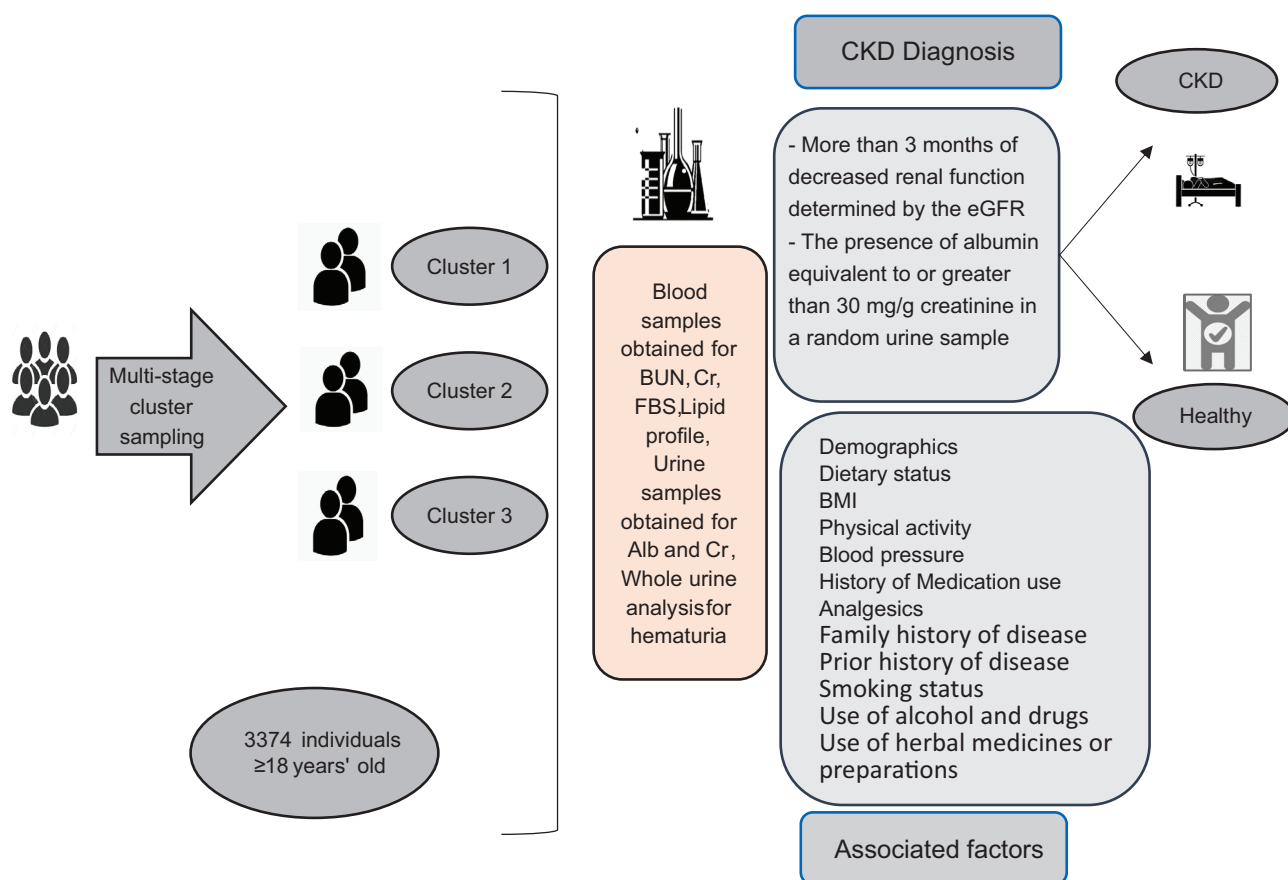 Multi-stage
cluster
sampling
Cluster 1
Cluster 2
Cluster 3
3374 individuals
≥18 years' old
Blood
samples
obtained for
BUN, Cr,
FBS,Lipid
profile,
Urine
samples
obtained for
Alb and Cr,
Whole urine
analysisfor
hematuria
CKD Diagnosis
- More than 3 months of
decreased renal function
determined by the eGFR
- The presence of albumin
equivalent to or greater
than 30 mg/g creatinine in
a random urine sample
CKD
Healthy
Demographics
Dietary status
BMI
Physical activity
Blood pressure
History of Medication use
Analgesics
Family history of disease
Prior history of disease
Smoking status
Use of alcohol and drugs
Use of herbal medicines or
preparations
Associated factors